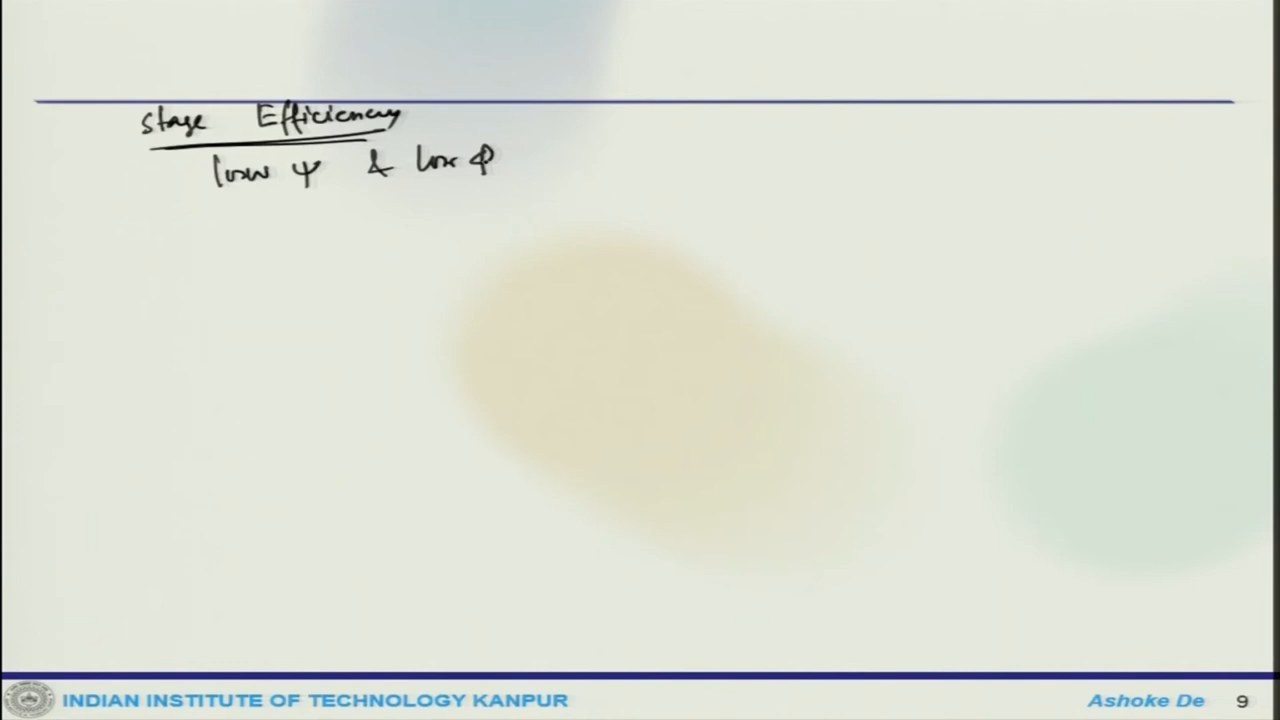 Stage Efficiency
low ψ & low Φ
INDIAN INSTITUTE OF TECHNOLOGY KANPUR
Ashoke De 9